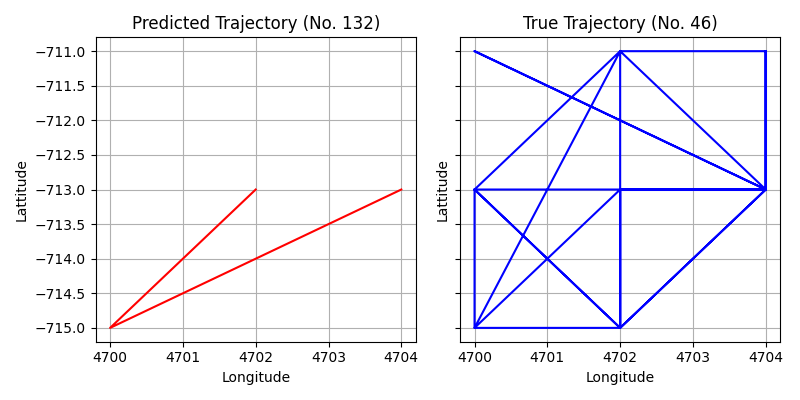 Predicted Trajectory (No. 132)
True Trajectory (No. 46)
Lattitude
−711.0
−711.5
−712.0
−712.5
−713.0
−713.5
−714.0
−714.5
−715.0
4700 4701 4702 4703 4704
Longitude
Lattitude
4700 4701 4702 4703 4704
Longitude